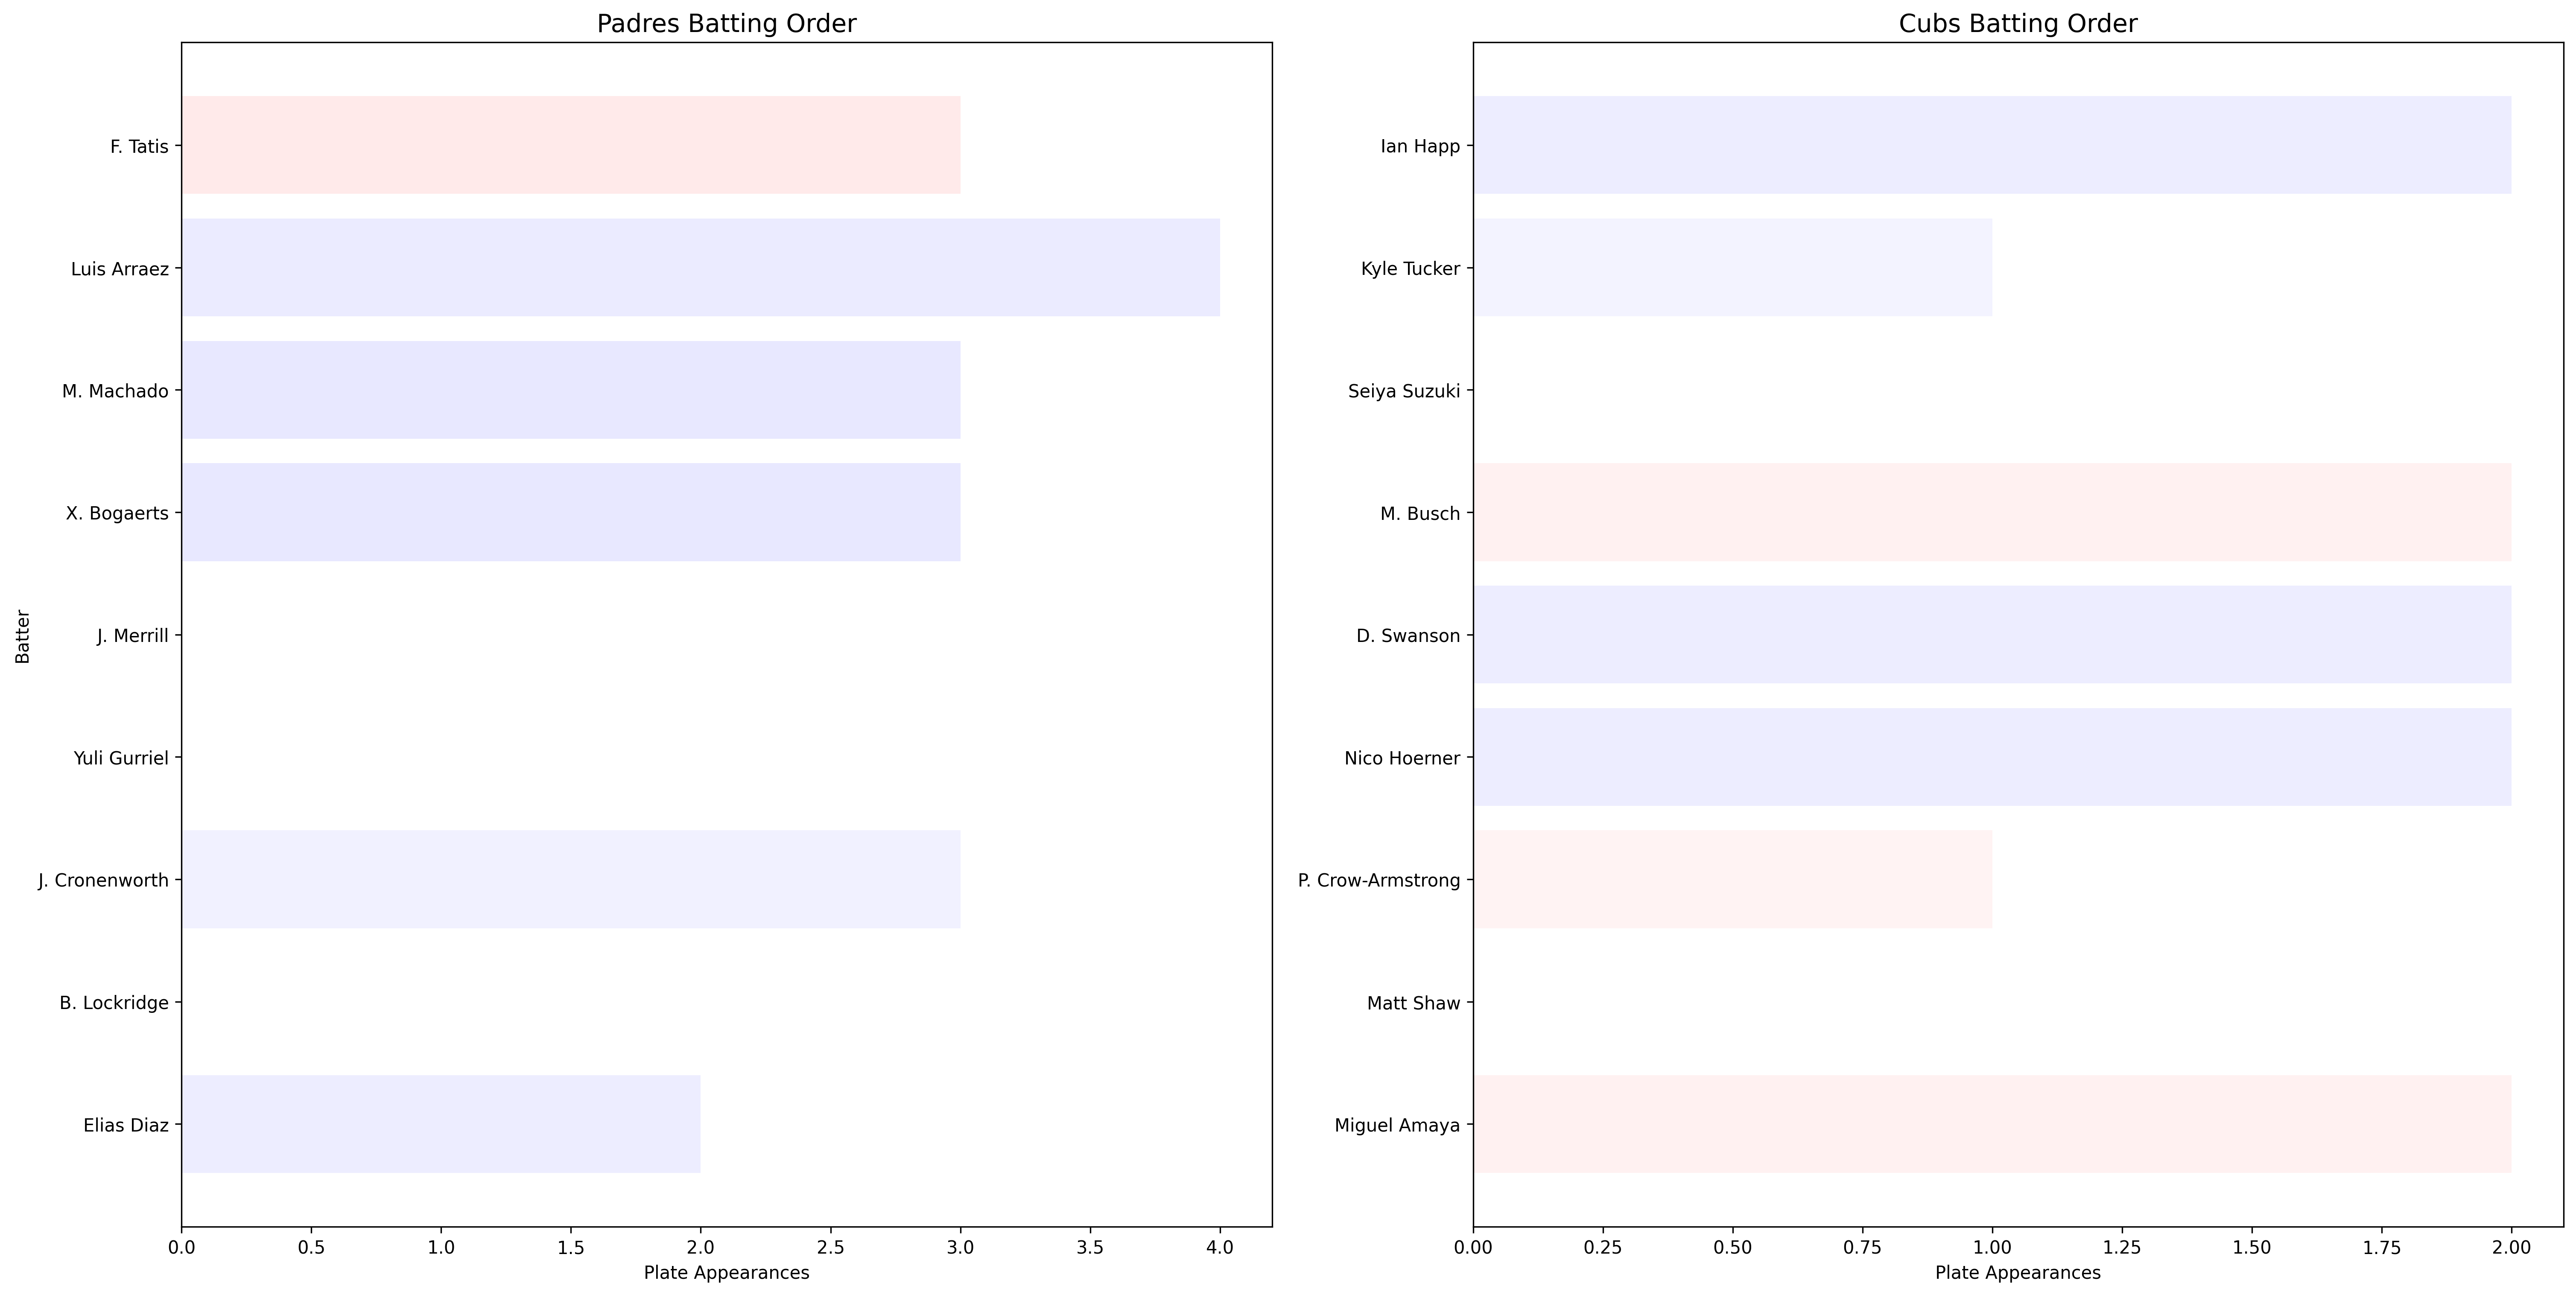 Padres Batting Order
Batter
F. Tatis
Luis Arraez
M. Machado
X. Bogaerts
J. Merrill
Yuli Gurriel
J. Cronenworth
B. Lockridge
Elias Diaz
0.0 0.5 1.0 1.5 2.0 2.5 3.0 3.5 4.0
Plate Appearances
Cubs Batting Order
Ian Happ
Kyle Tucker
Seiya Suzuki
M. Busch
D. Swanson
Nico Hoerner
P. Crow-Armstrong
Matt Shaw
Miguel Amaya
0.00 0.25 0.50 0.75 1.00 1.25 1.50 1.75 2.00
Plate Appearances